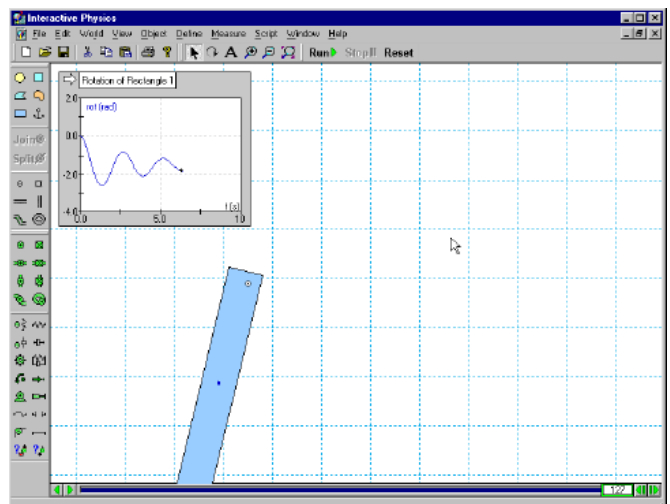 Interactive Physics
File Edit World View Object Define Measure Script Window Help
A Run Stop Reset
Join
Split
Rotation of Rectangle 1
rot (rad)
2.0
0.0
-2.0
-4.0
t (s)
0.0 5.0 10
122